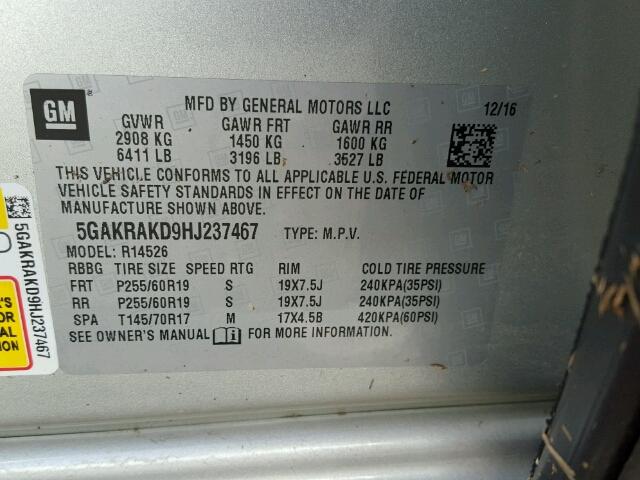 GM
®
MFD BY GENERAL MOTORS LLC 12/16
GVWR GAWR FRT GAWR RR
2908 KG 1450 KG 1600 KG
6411 LB 3196 LB 3527 LB
THIS VEHICLE CONFORMS TO ALL APPLICABLE U.S. FEDERAL MOTOR
VEHICLE SAFETY STANDARDS IN EFFECT ON THE DATE OF
MANUFACTURE SHOWN ABOVE.
5GAKRAKD9HJ237467 TYPE: M.P.V.
MODEL: R14526
RBBG TIRE SIZE SPEED RTG RIM COLD TIRE PRESSURE
FRT P255/60R19 S 19X7.5J 240KPA(35PSI)
RR P255/60R19 S 19X7.5J 240KPA(35PSI)
SPA T145/70R17 M 17X4.5B 420KPA(60PSI)
SEE OWNER'S MANUAL FOR MORE INFORMATION.
5GAKRAKD9HJ237467